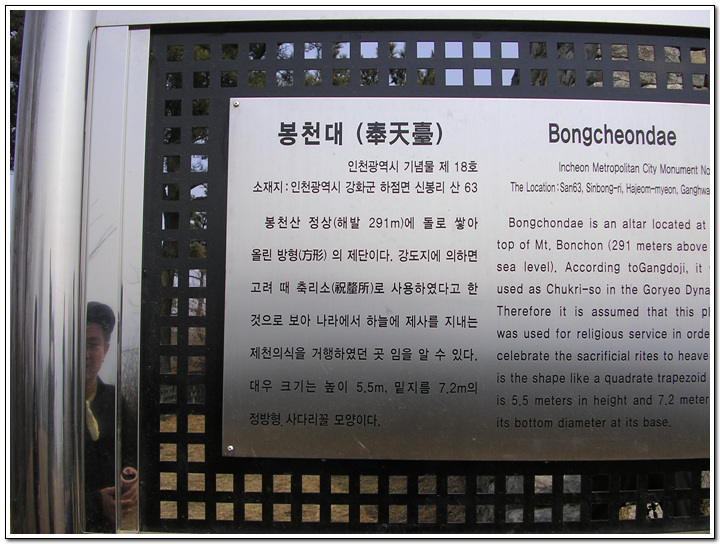 봉천대 (奉天臺)
인천광역시 기념물 제 18호
소재지 : 인천광역시 강화군 하점면 신봉리 산 63
봉천산 정상(해발 291m)에 돌로 쌓아
올린 방형(方形) 의 제단이다. 강도지에 의하면
고려 때 축리소(祝釐所)로 사용하였다고 한
것으로 보아 나라에서 하늘에 제사를 지내는
제천의식을 거행하였던 곳 임을 알 수 있다.
대우 크기는 높이 5.5m, 밑지름 7.2m의
정방형 사다리꼴 모양이다.
Bongcheondae
Incheon Metropolitan City Monument No
The Location : San63, Sinbong-ri, Hajeom-myeon, Ganghwa
Bongchondae is an altar located at
top of Mt. Bonchon (291 meters above
sea level). According toGangdoji, it
used as Chukri-so in the Goryeo Dyna
Therefore it is assumed that this pl
was used for religious service in orde
celebrate the sacrificial rites to heave
is the shape like a quadrate trapezoid
is 5.5 meters in height and 7.2 meter
its bottom diameter at its base.